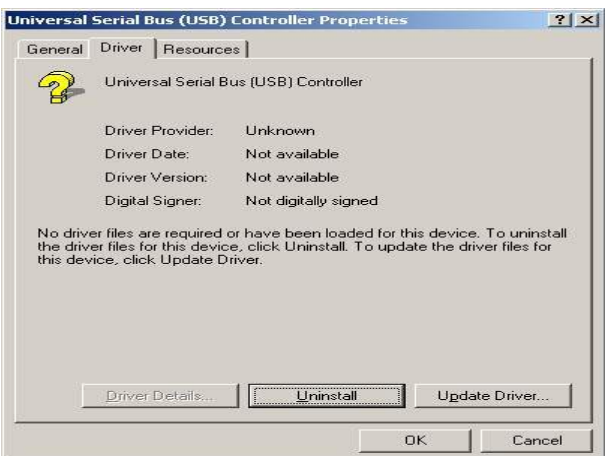 Universal Serial Bus (USB) Controller Properties
General Driver Resources
Universal Serial Bus (USB) Controller
Driver Provider: Unknown
Driver Date: Not available
Driver Version: Not available
Digital Signer: Not digitally signed
No driver files are required or have been loaded for this device. To uninstall
the driver files for this device, click Uninstall. To update the driver files for
this device, click Update Driver.
Driver Details... Uninstall Update Driver...
OK Cancel